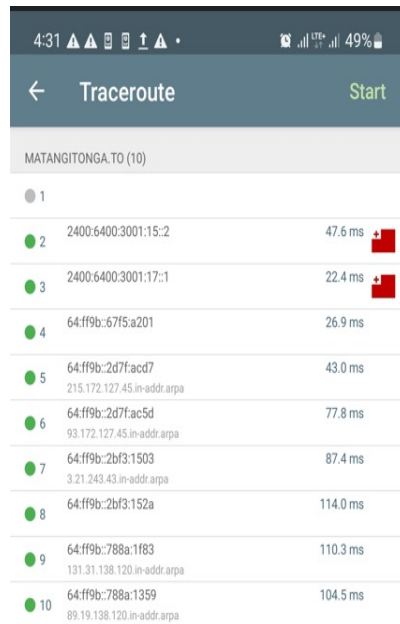 4:31
LTE+ 49%
Traceroute Start
MATANGITONGA.TO (10)
1
2 2400:6400:3001:15::2 47.6 ms
3 2400:6400:3001:17::1 22.4 ms
4 64:ff9b::67f5:a201 26.9 ms
5 64:ff9b::2d7f:acd7 43.0 ms
215.172.127.45.in-addr.arpa
6 64:ff9b::2d7f:ac5d 77.8 ms
93.172.127.45.in-addr.arpa
7 64:ff9b::2bf3:1503 87.4 ms
3.21.243.43.in-addr.arpa
8 64:ff9b::2bf3:152a 114.0 ms
9 64:ff9b::788a:1f83 110.3 ms
131.31.138.120.in-addr.arpa
10 64:ff9b::788a:1359 104.5 ms
89.19.138.120.in-addr.arpa